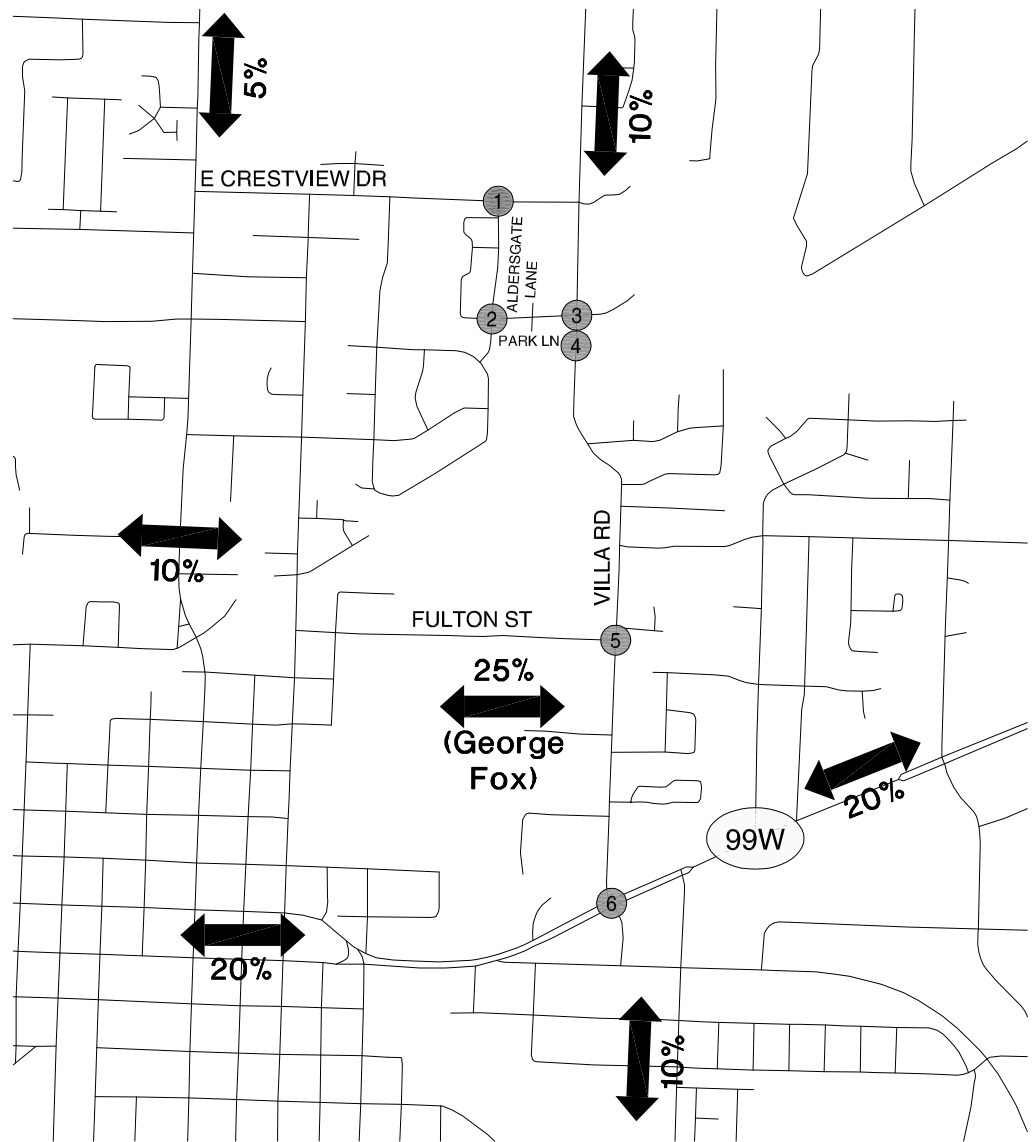 5%
10%
E CRESTVIEW DR
1
ALDERSGATE
LANE
2
3
PARK LN
4
10%
VILLA RD
FULTON ST
5
25%
(George
Fox)
20%
99W
6
20%
10%